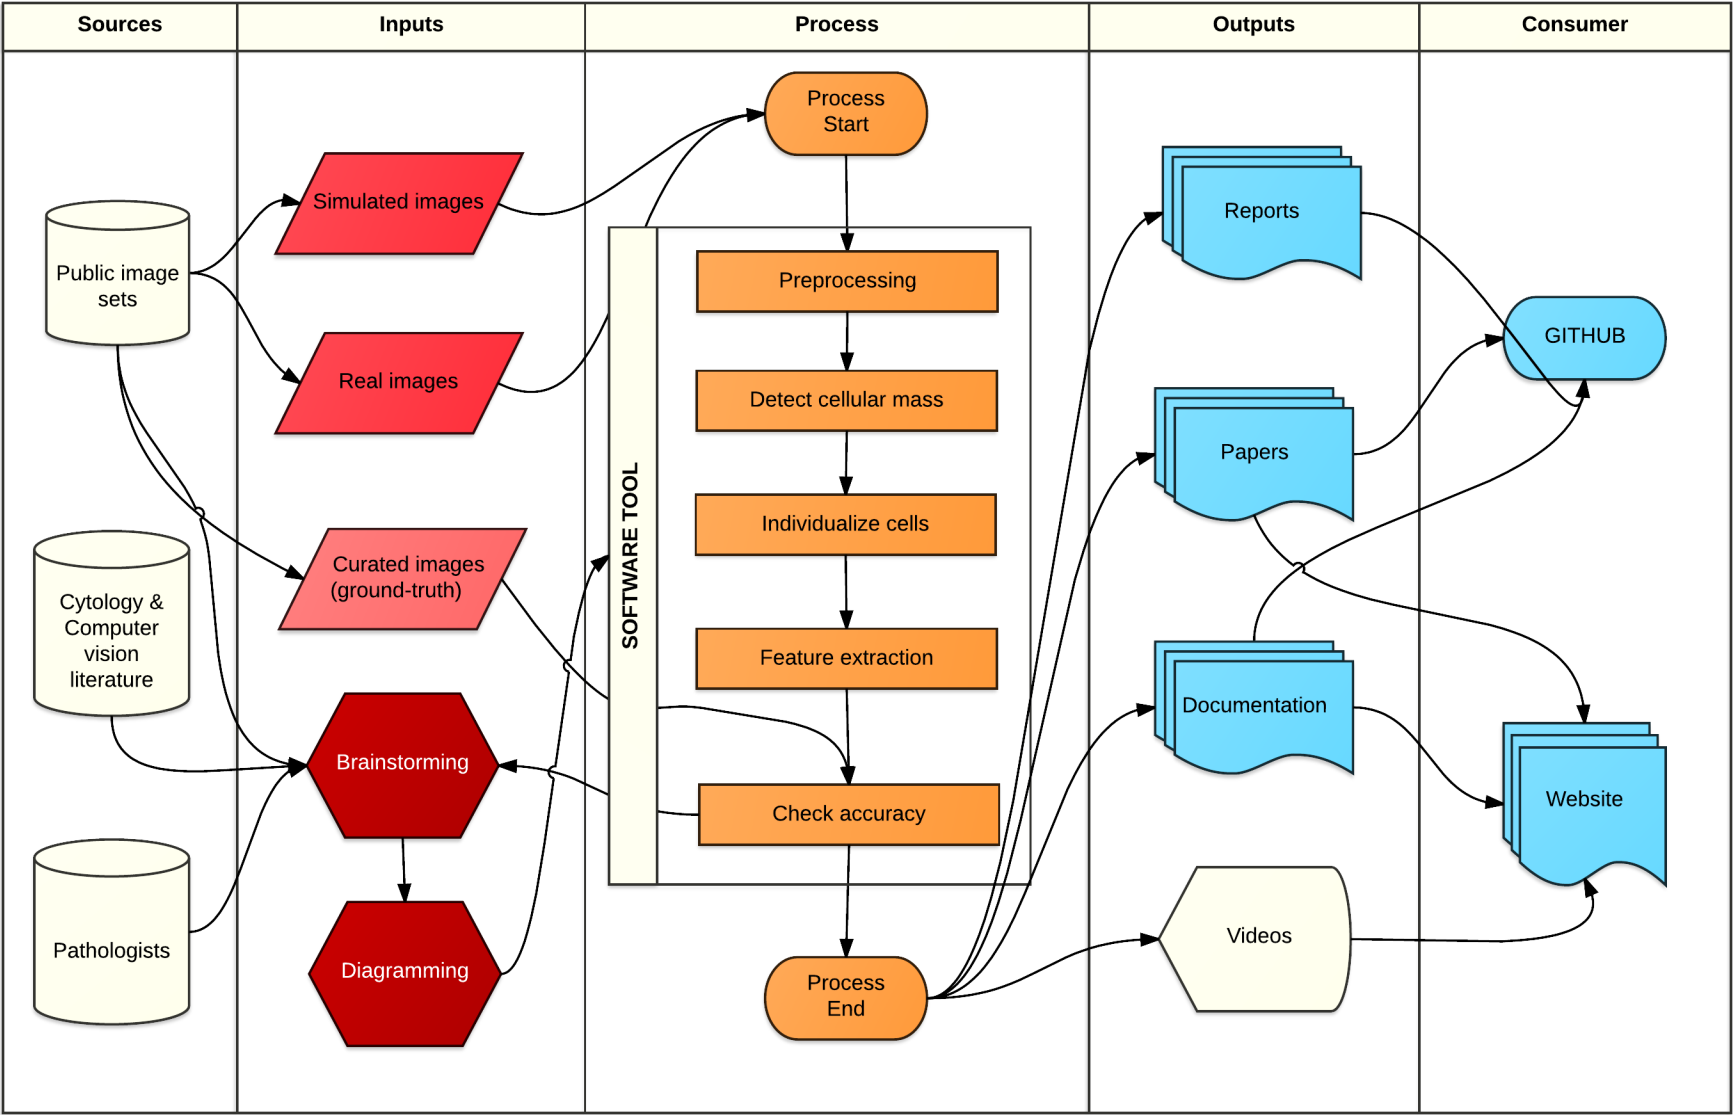 Sources
Inputs
Process
Outputs
Consumer
Public image
sets
Cytology &
Computer
vision
literature
Pathologists
Simulated images
Real images
Curated images
(ground-truth)
Brainstorming
Diagramming
Process
Start
SOFTWARE TOOL
Preprocessing
Detect cellular mass
Individualize cells
Feature extraction
Check accuracy
Process
End
Reports
Papers
Documentation
Videos
GITHUB
Website